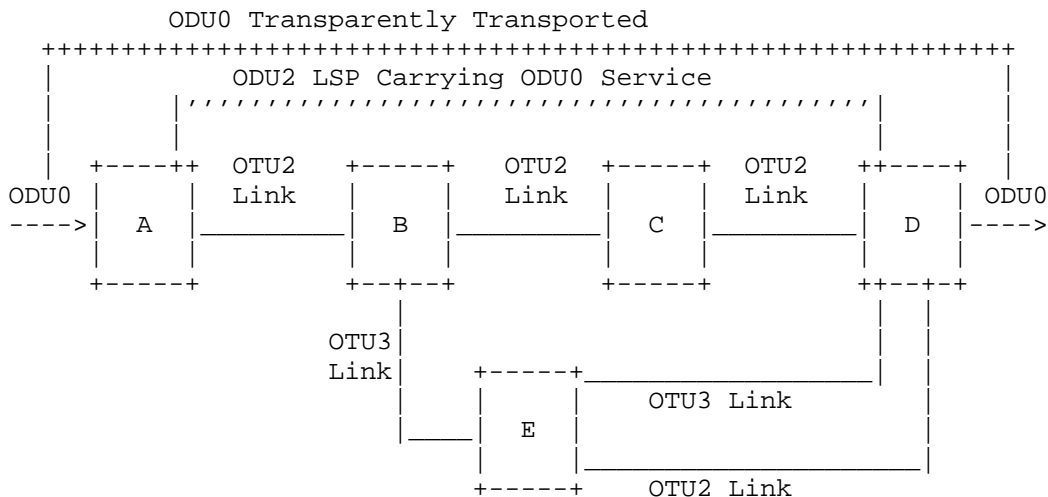 ODU0 Transparently Transported
ODU2 LSP Carrying ODU0 Service
OTU2 OTU2 OTU2
ODU0 Link Link Link ODU0
A B C D
OTU3
Link
OTU3 Link
E
OTU2 Link